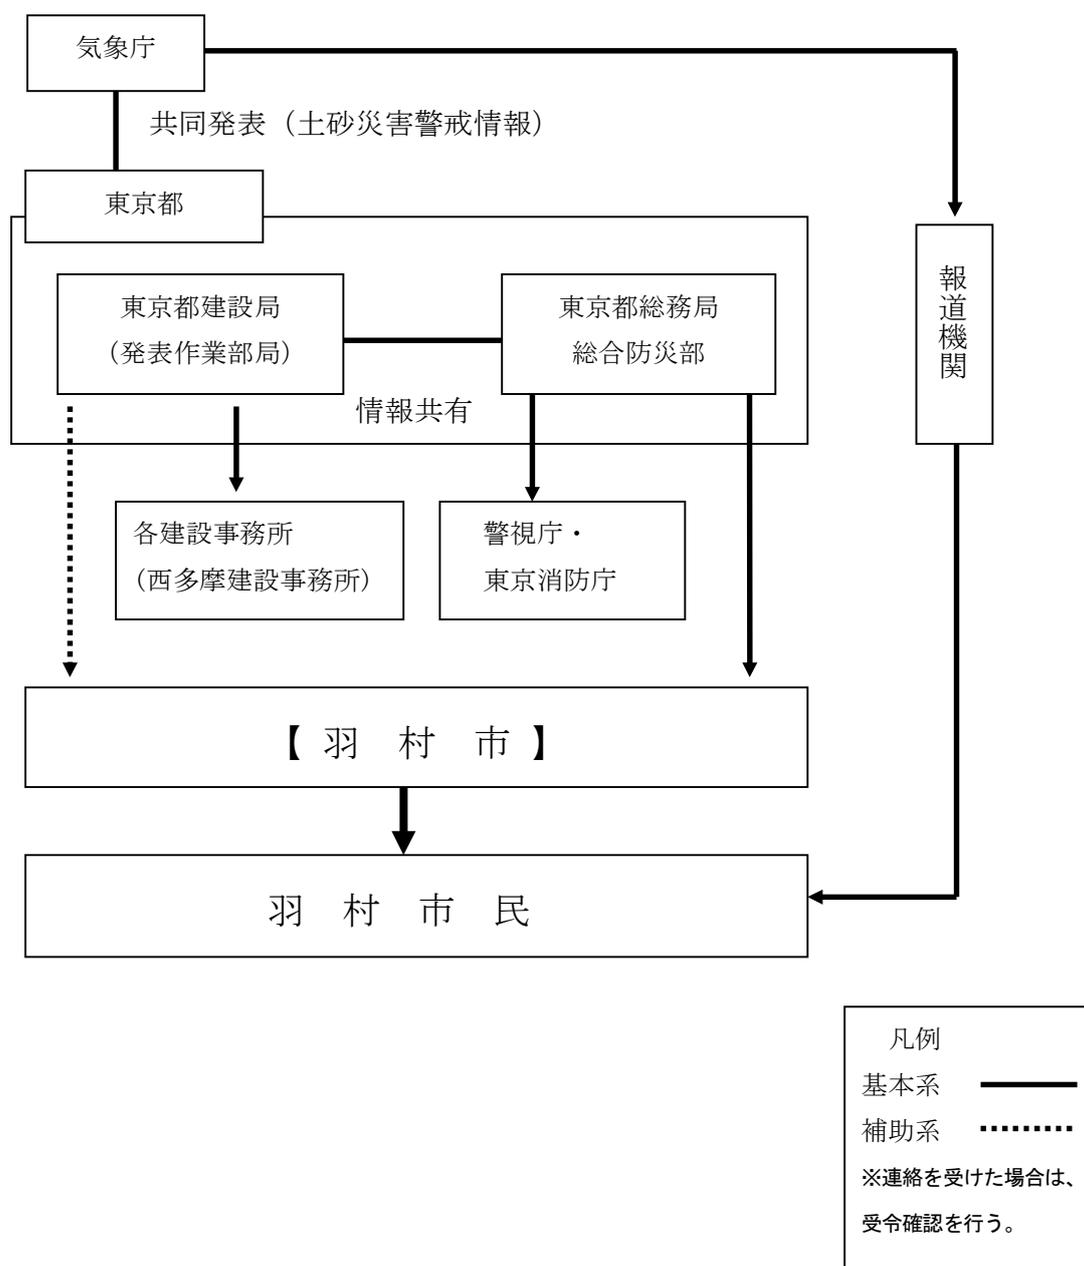 気象庁
共同発表（土砂災害警戒情報）
東京都
東京都建設局
（発表作業部局）
東京都総務局
総合防災部
情報共有
報道機関
各建設事務所
（西多摩建設事務所）
警視庁・
東京消防庁
【 羽 村 市 】
羽 村 市 民
凡例
基本系
補助系
※連絡を受けた場合は、
受令確認を行う。